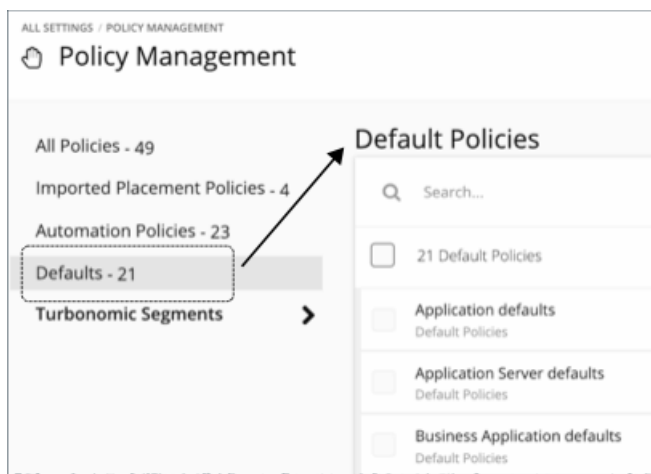 ALL SETTINGS / POLICY MANAGEMENT
Policy Management
All Policies - 49
Imported Placement Policies - 4
Automation Policies - 23
Defaults - 21
Turbonomic Segments
Default Policies
Search...
21 Default Policies
Application defaults
Default Policies
Application Server defaults
Default Policies
Business Application defaults
Default Policies